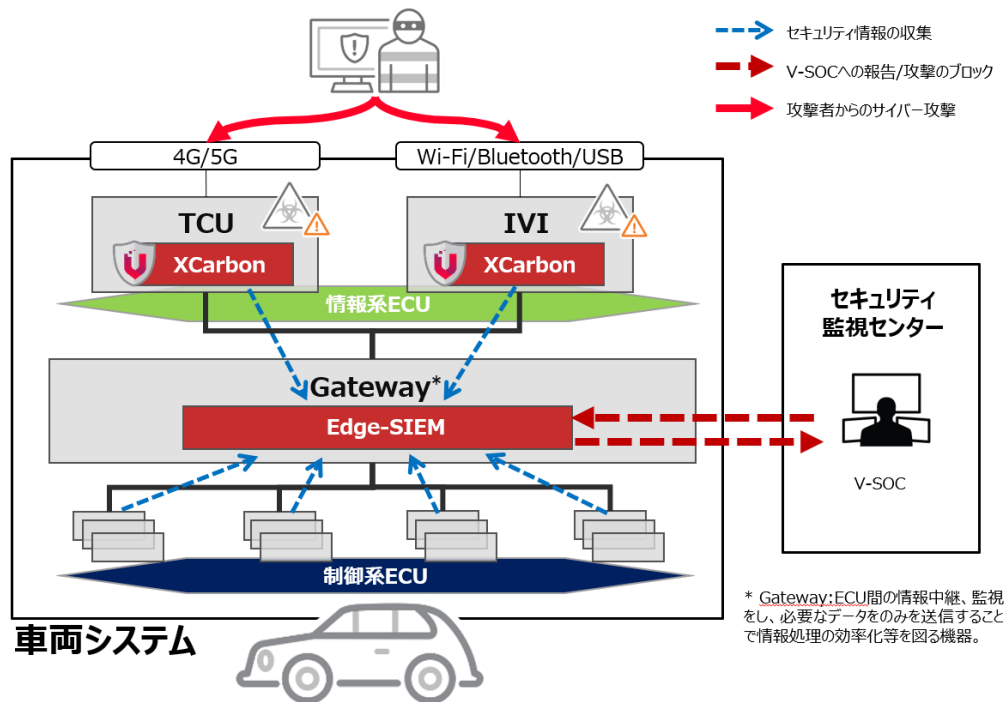 セキュリティ情報の収集
V-SOCへの報告/攻撃のブロック
攻撃者からのサイバー攻撃
4G/5G
Wi-Fi/Bluetooth/USB
TCU
IVI
XCarbon
XCarbon
情報系ECU
セキュリティ
監視センター
Gateway*
Edge-SIEM
V-SOC
制御系ECU
* Gateway:ECU間の情報中継、監視
をし、必要なデータをのみを送信すること
で情報処理の効率化等を図る機器。
車両システム